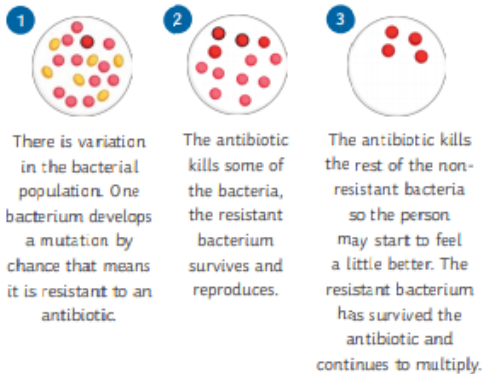 1
There is variation
in the bacterial
population. One
bacterium develops
a mutation by
chance that means
it is resistant to an
antibiotic.
2
The antibiotic
kills some of
the bacteria,
the resistant
bacterium
survives and
reproduces.
3
The antibiotic kills
the rest of the non-
resistant bacteria
so the person
may start to feel
a little better. The
resistant bacterium
has survived the
antibiotic and
continues to multiply.